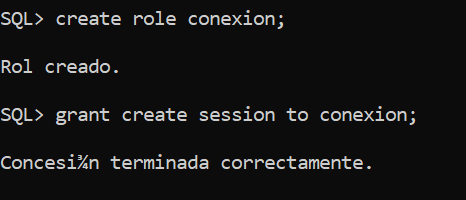 SQL> create role conexion;
Rol creado.
SQL> grant create session to conexion;
Concesi¾n terminada correctamente.